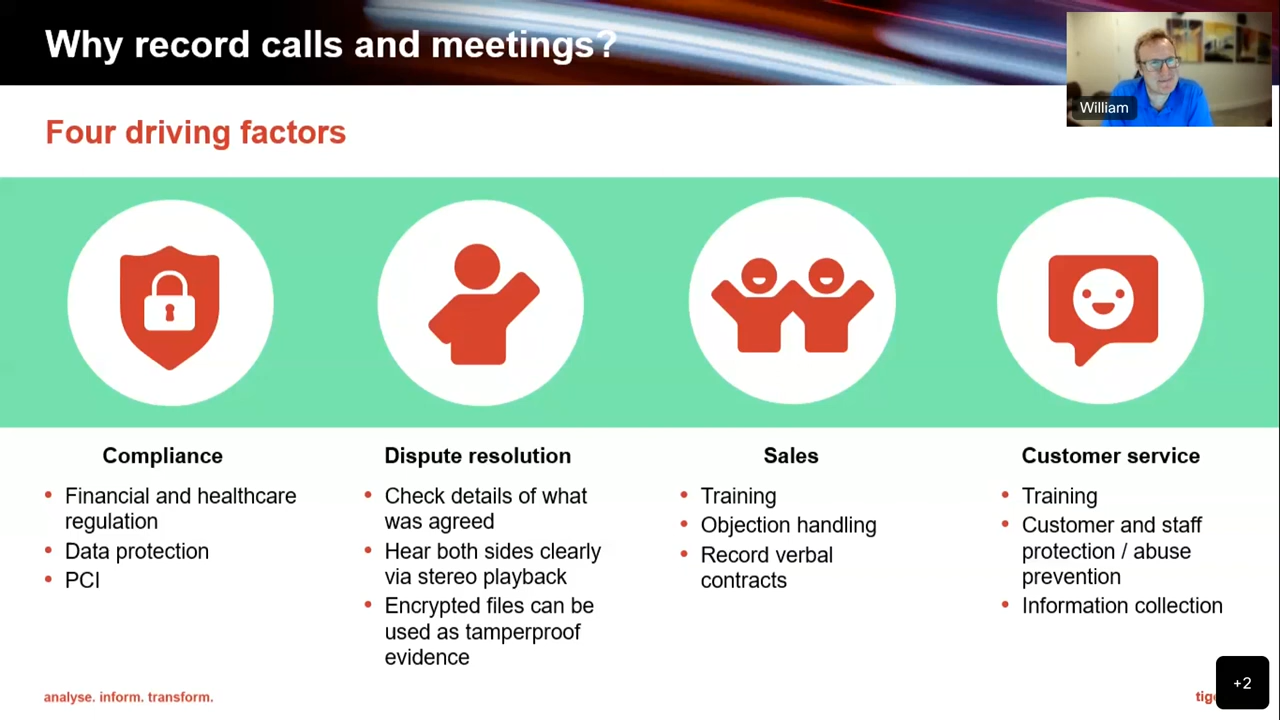 Why record calls and meetings?
William
Four driving factors
Compliance
• Financial and healthcare
regulation
• Data protection
• PCI
Dispute resolution
• Check details of what
was agreed
• Hear both sides clearly
via stereo playback
• Encrypted files can be
used as tamperproof
evidence
Sales
• Training
• Objection handling
• Record verbal
contracts
Customer service
• Training
• Customer and staff
protection / abuse
prevention
• Information collection
analyse. inform. transform.
+2